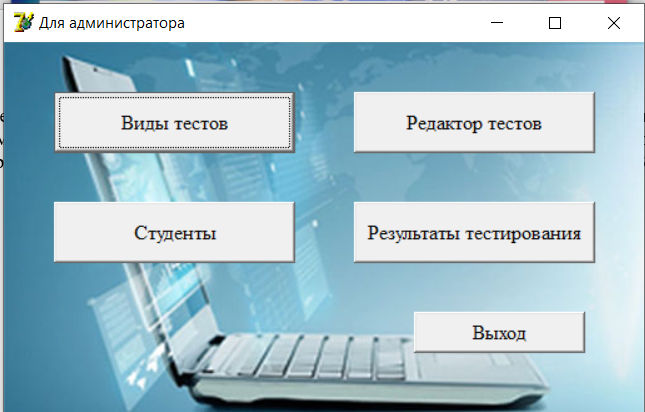 Для администратора
Виды тестов
Редактор тестов
Студенты
Результаты тестирования
Выход